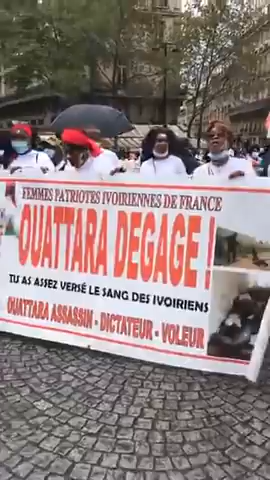 FEMMES PATRIOTES IVOIRIENNES DE FRANCE
OUATTARA DEGAGE !
TU AS ASSEZ VERSÉ LE SANG DES IVOIRIENS
OUATTARA ASSASSIN - DICTATEUR - VOLEUR